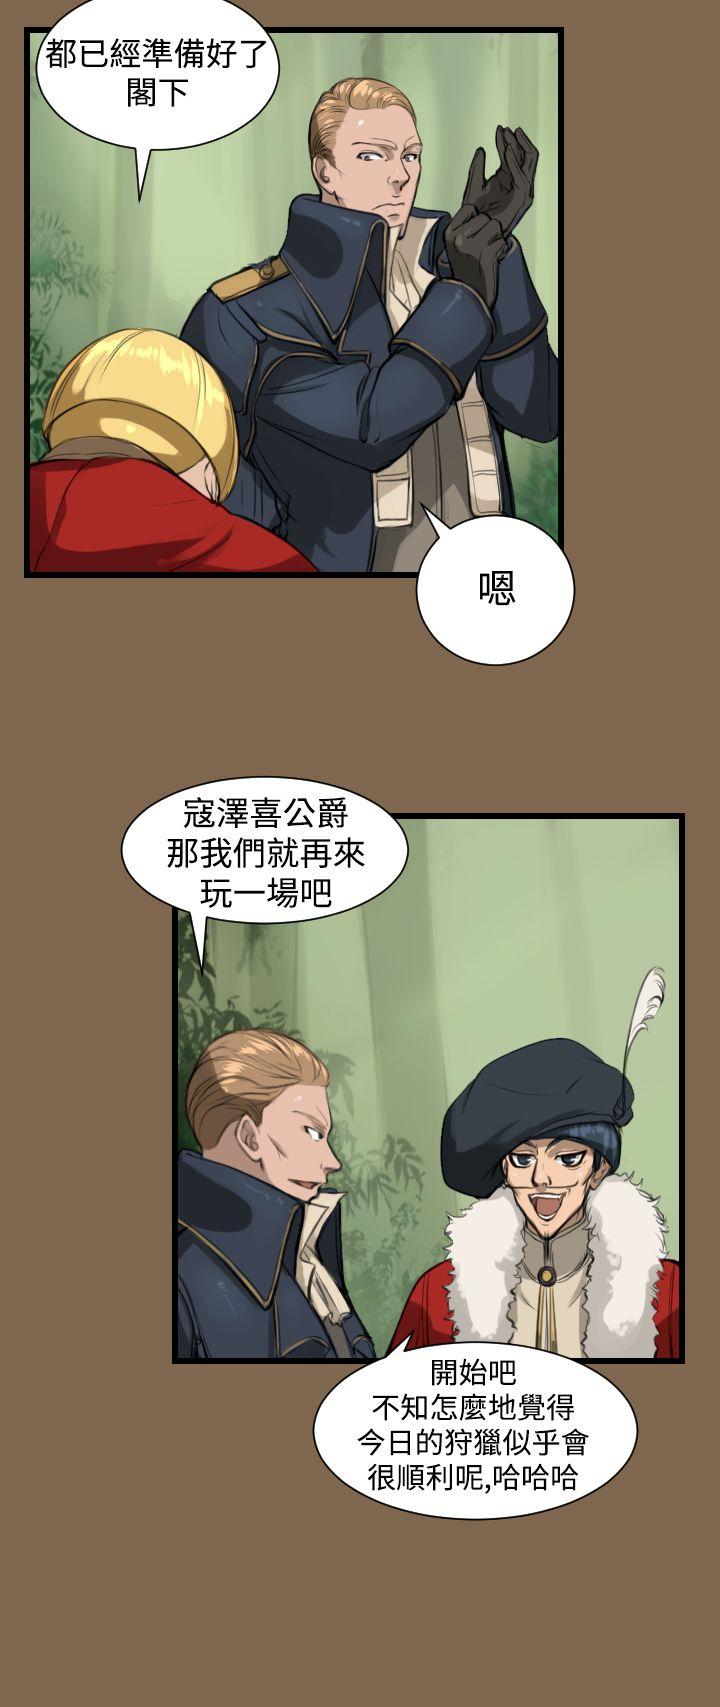 都已經準備好了
閣下
嗯
寇澤喜公爵
那我們就再來
玩一場吧
開始吧
不知怎麼地覺得
今日的狩獵似乎會
很順利呢,哈哈哈